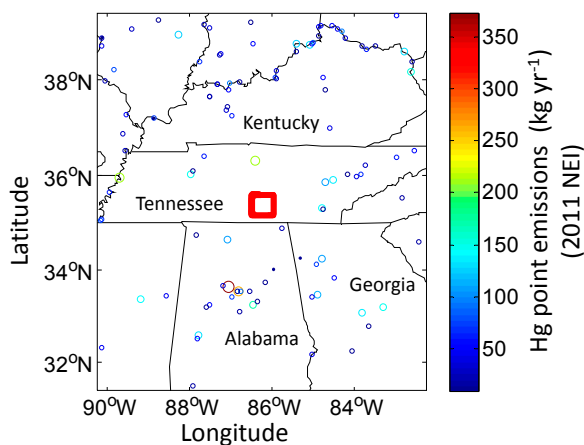 38°N
36°N
34°N
32°N
Latitude
90°W
88°W
86°W
84°W
Longitude
Kentucky
Tennessee
Georgia
Alabama
350
300
250
200
150
100
50
Hg point emissions (kg yr⁻¹)
(2011 NEI)